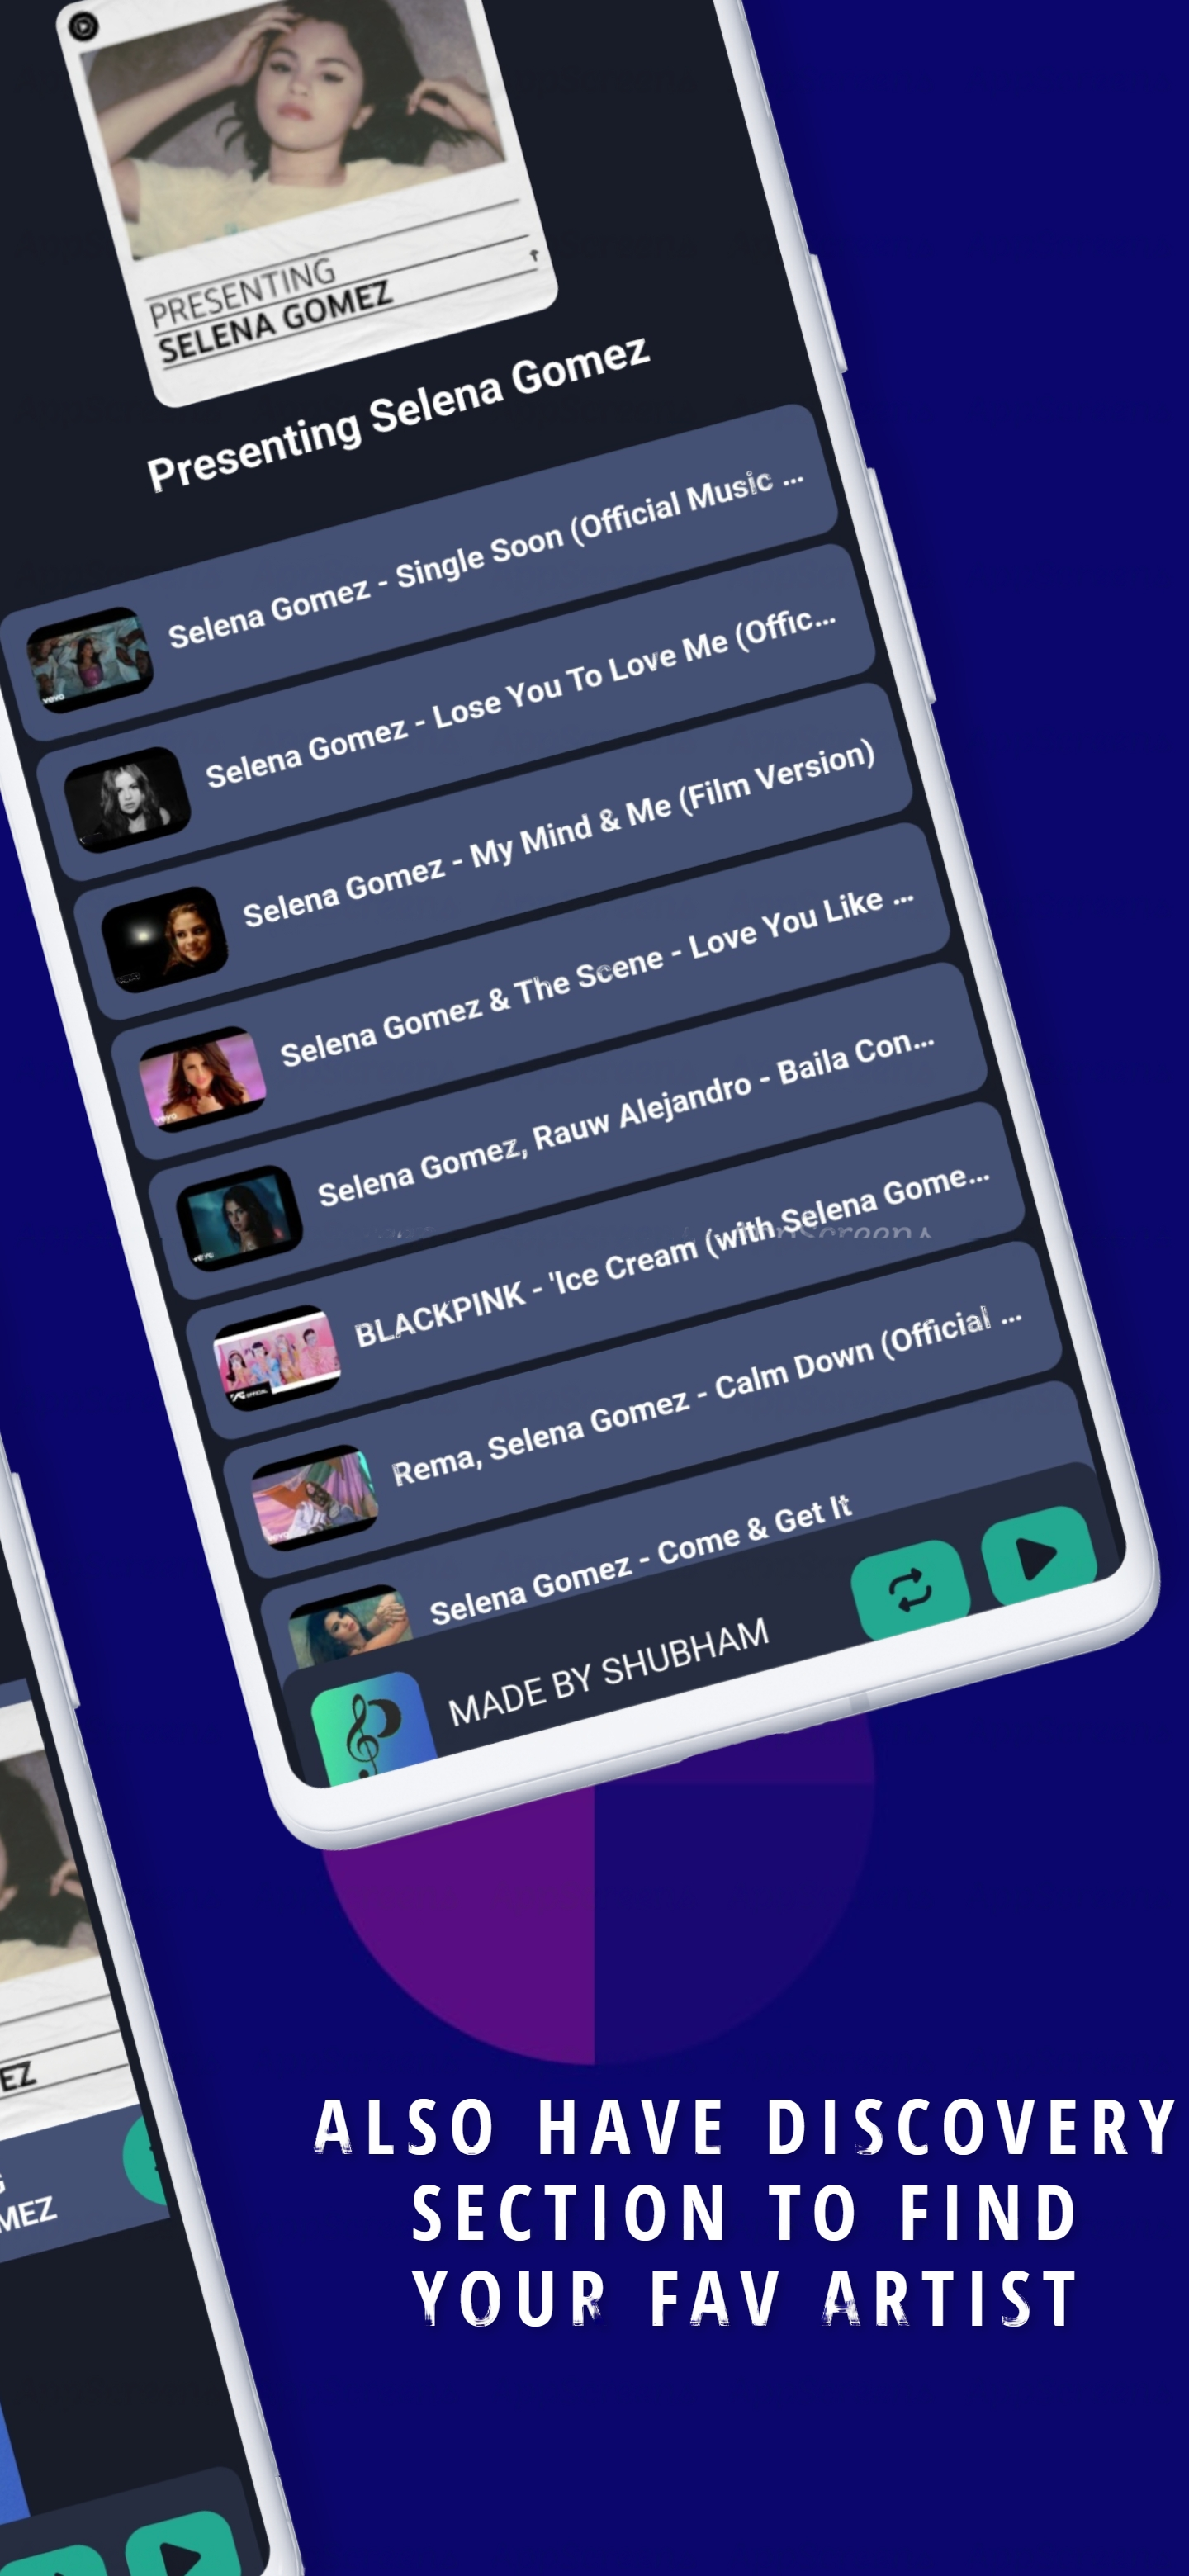 PRESENTING
SELENA GOMEZ
Presenting Selena Gomez
Selena Gomez - Single Soon (Official Music ...
Selena Gomez - Lose You To Love Me (Offic...
Selena Gomez - My Mind & Me (Film Version)
Selena Gomez & The Scene - Love You Like ...
vevo
Selena Gomez, Rauw Alejandro - Baila Con...
BLACKPINK - 'Ice Cream (with Selena Gome...
Rema, Selena Gomez - Calm Down (Official ...
Selena Gomez - Come & Get It
MADE BY SHUBHAM
EZ
MEZ
ALSO HAVE DISCOVERY
SECTION TO FIND
YOUR FAV ARTIST